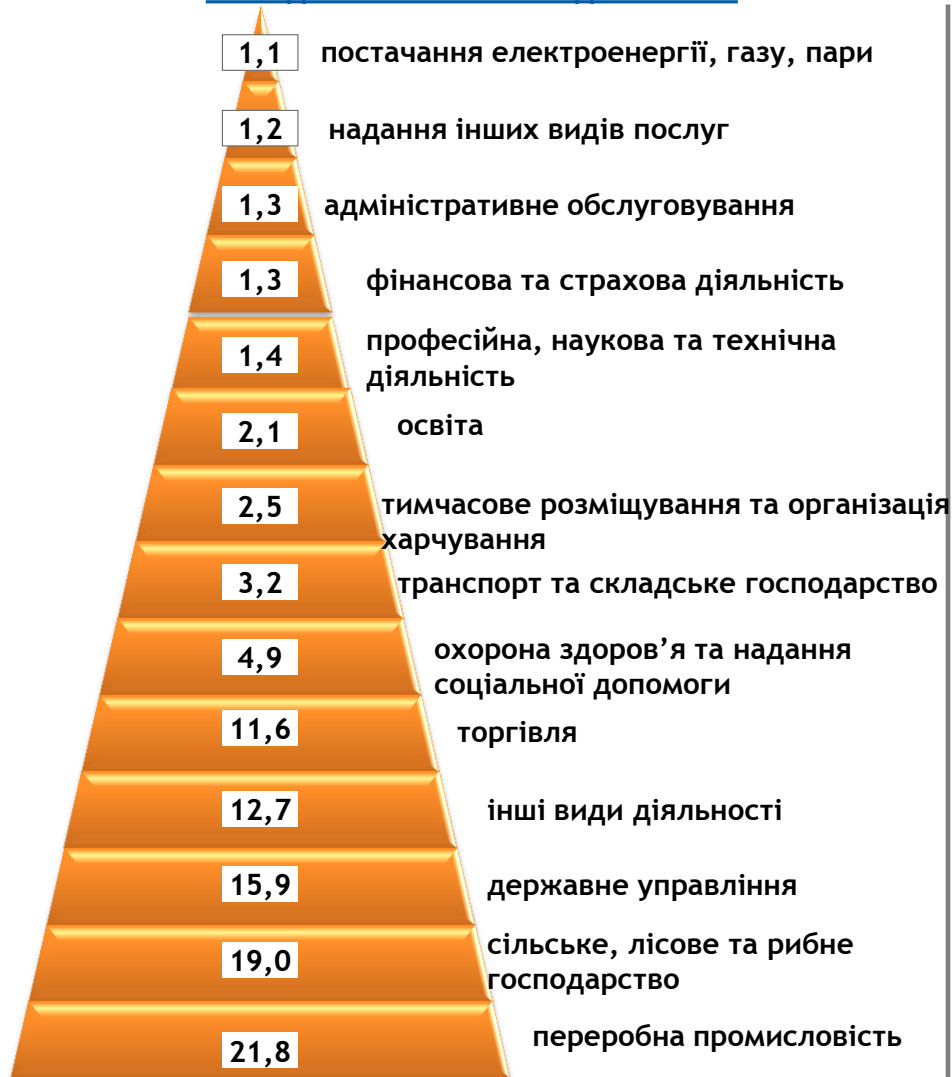 1,1 постачання електроенергії, газу, пари
1,2 надання інших видів послуг
1,3 адміністративне обслуговування
1,3 фінансова та страхова діяльність
1,4 професійна, наукова та технічна
діяльність
2,1 освіта
2,5 тимчасове розміщування та організація
харчування
3,2 транспорт та складське господарство
4,9 охорона здоров’я та надання
соціальної допомоги
11,6 торгівля
12,7 інші види діяльності
15,9 державне управління
19,0 сільське, лісове та рибне
господарство
21,8 переробна промисловість